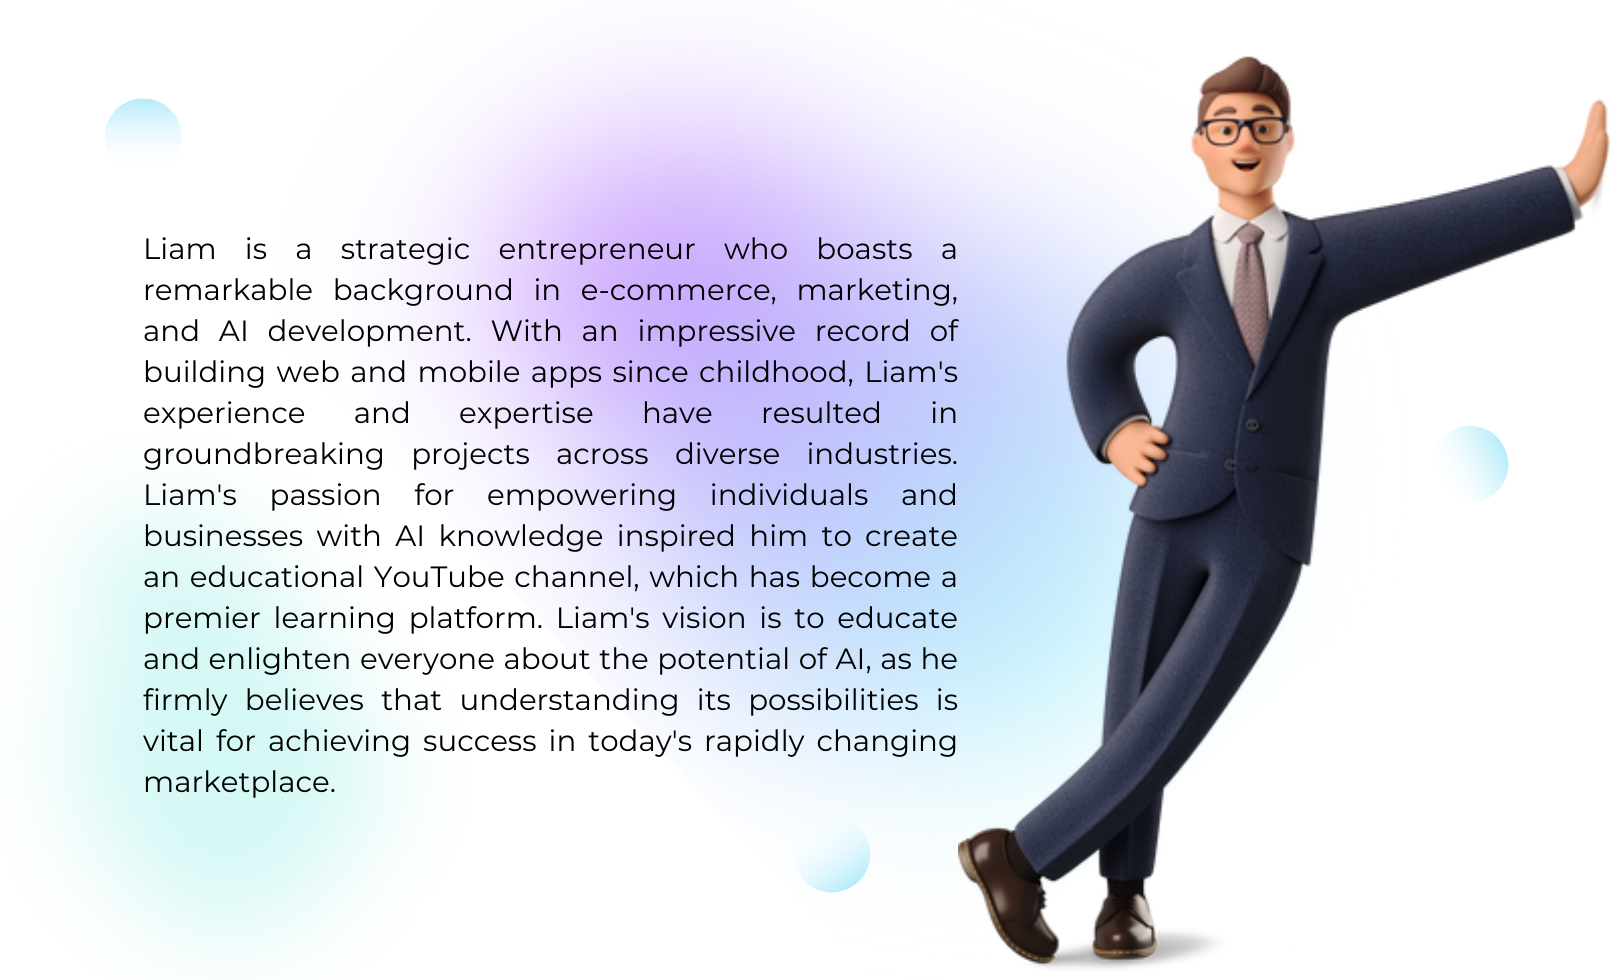 Liam is a strategic entrepreneur who boasts a
remarkable background in e-commerce, marketing,
and AI development. With an impressive record of
building web and mobile apps since childhood, Liam's
experience and expertise have resulted in
groundbreaking projects across diverse industries.
Liam's passion for empowering individuals and
businesses with AI knowledge inspired him to create
an educational YouTube channel, which has become a
premier learning platform. Liam's vision is to educate
and enlighten everyone about the potential of AI, as he
firmly believes that understanding its possibilities is
vital for achieving success in today's rapidly changing
marketplace.